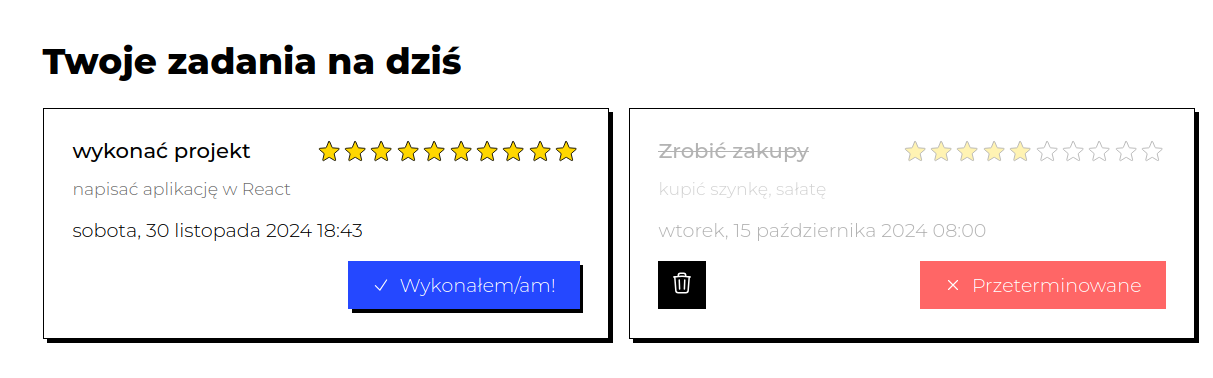 Twoje zadania na dziś
wykonać projekt
napisać aplikację w React
sobota, 30 listopada 2024 18:43
Wykonałem/am!
Zrobić zakupy
kupić szynkę, sałatę
wtorek, 15 października 2024 08:00
Przeterminowane